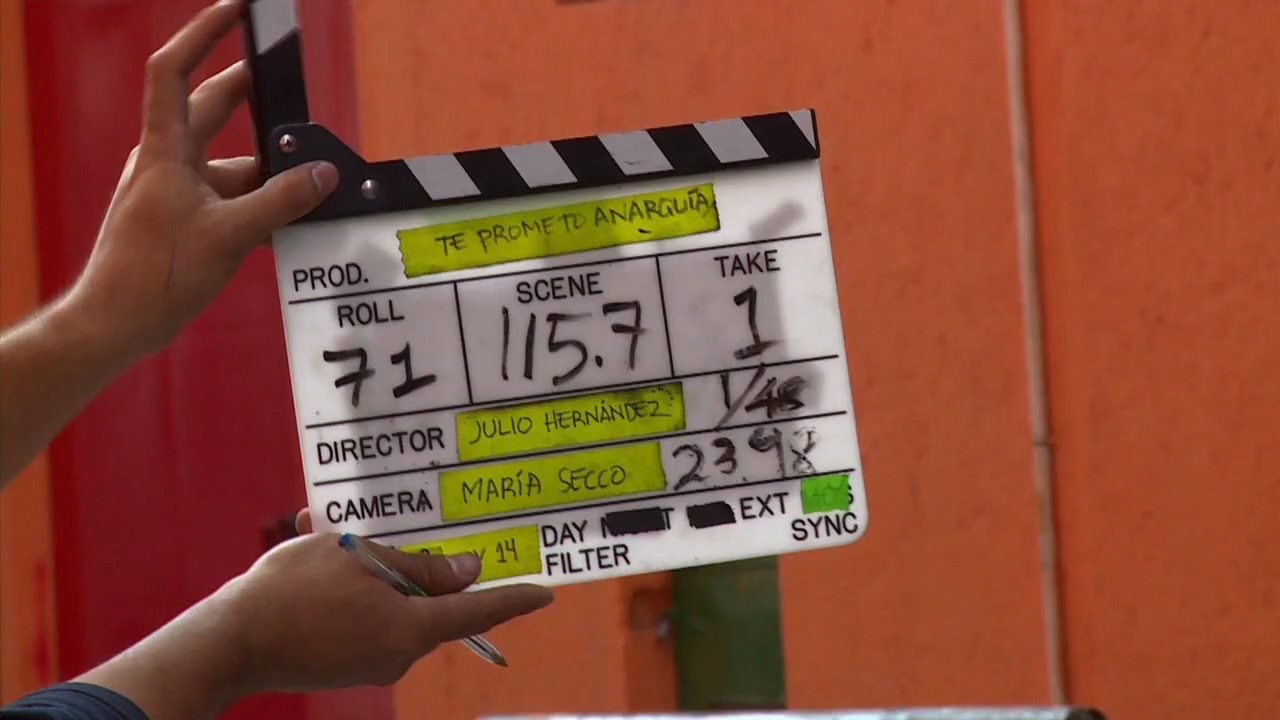 TE PROMETO ANARQUÍA
PROD.
ROLL SCENE TAKE
71 115.7 1
DIRECTOR JULIO HERNÁNDEZ 1/48
CAMERA MARÍA SECCO 23.98
DAY EXT
14 FILTER SYNC